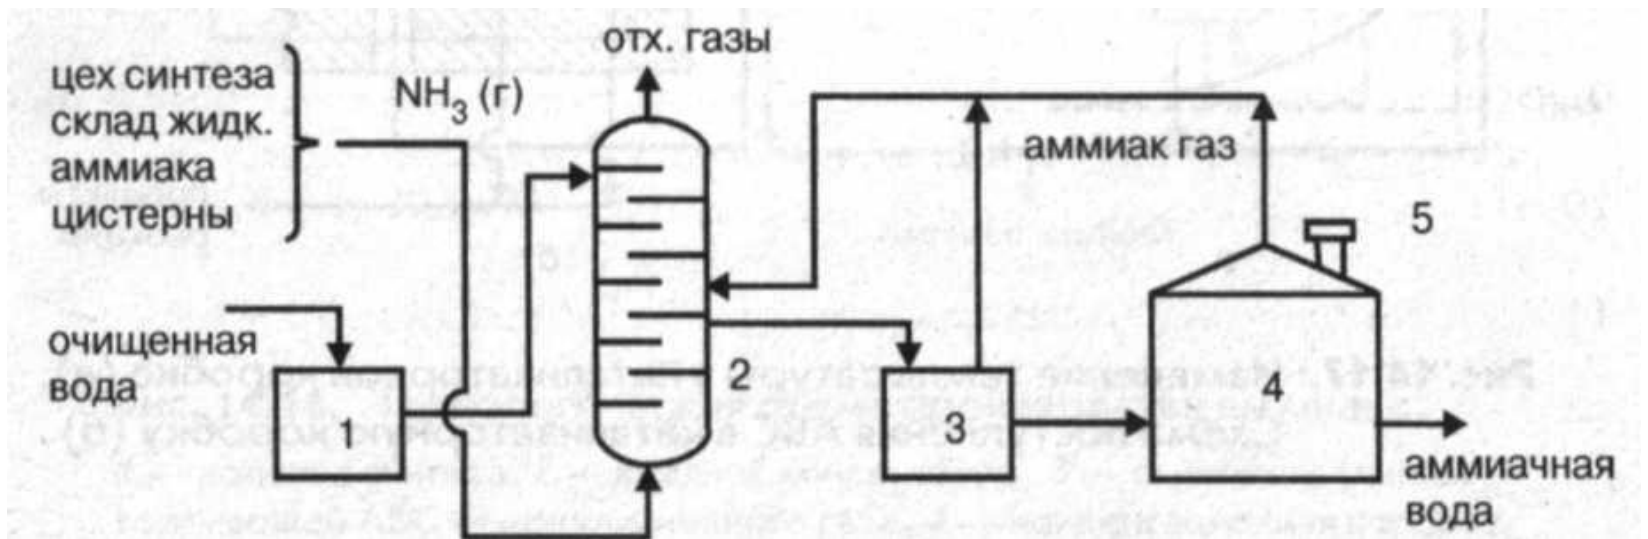 цех синтеза
склад жидк.
аммиака
цистерны
NH₃ (г)
отх. газы
аммиак газ
5
очищенная
вода
1
2
3
4
аммиачная
вода